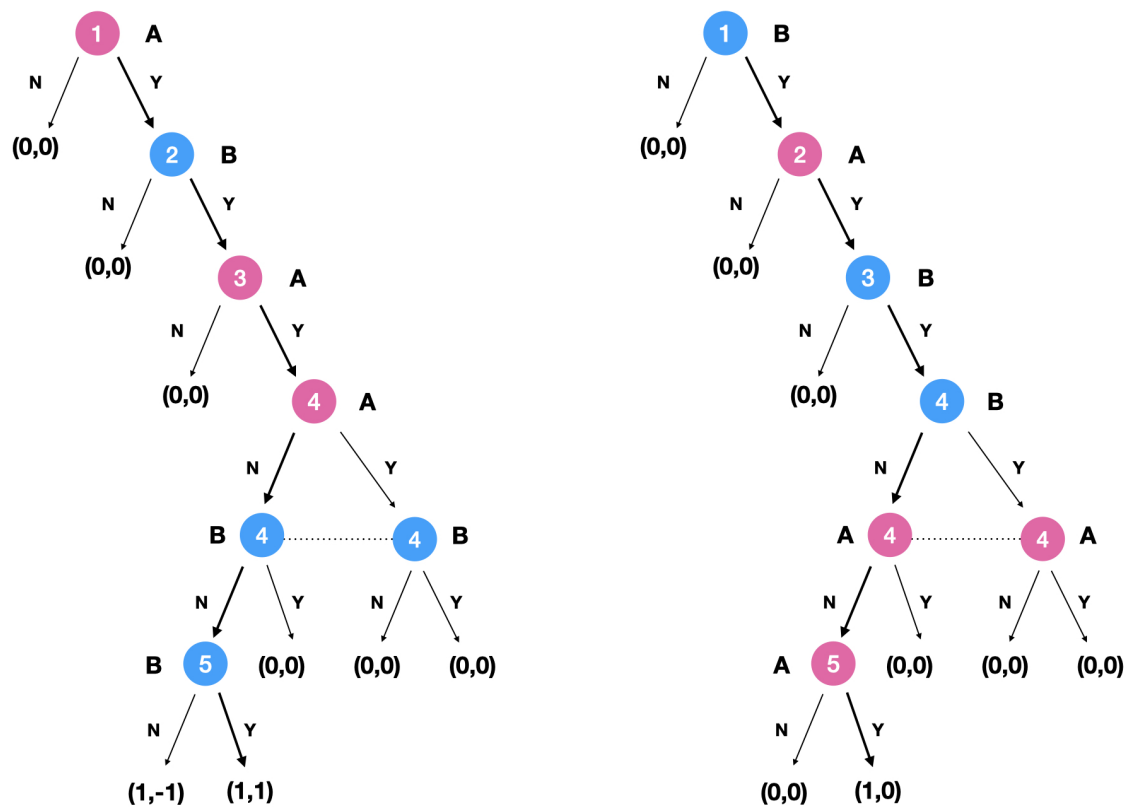 1 A
N Y
(0,0)
2 B
N Y
(0,0)
3 A
N Y
(0,0)
4 A
N Y
B 4 4 B
N Y N Y
B 5 (0,0) (0,0) (0,0)
N Y
(1,-1) (1,1)
1 B
N Y
(0,0)
2 A
N Y
(0,0)
3 B
N Y
(0,0)
4 B
N Y
A 4 4 A
N Y N Y
A 5 (0,0) (0,0) (0,0)
N Y
(0,0) (1,0)